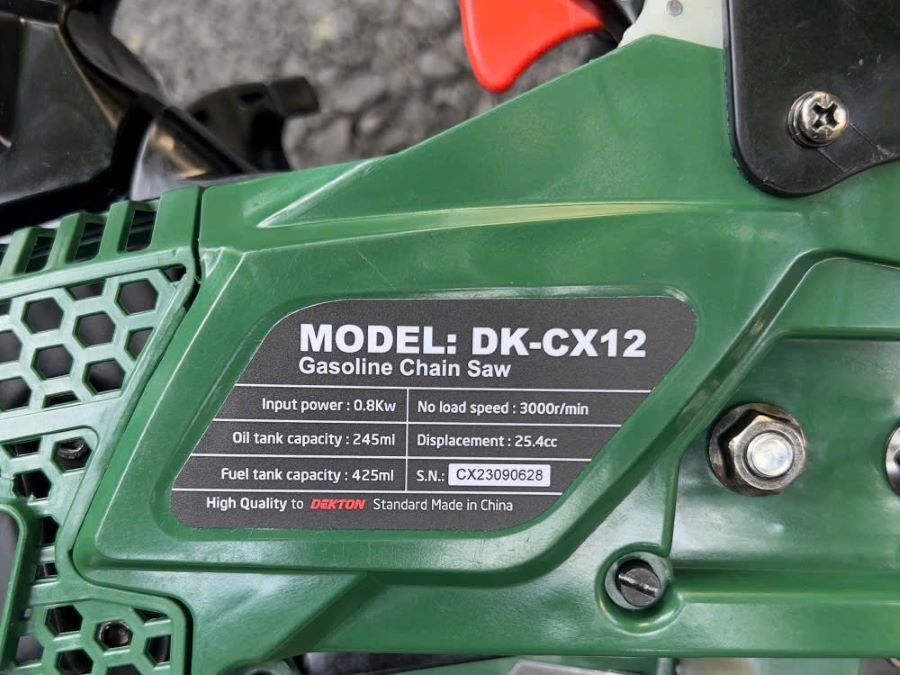 MODEL: DK-CX12
Gasoline Chain Saw
Input power : 0.8Kw No load speed : 3000r/min
Oil tank capacity : 245ml Displacement : 25.4cc
Fuel tank capacity : 425ml S.N.: CX23090628
High Quality to DEKTON Standard Made in China